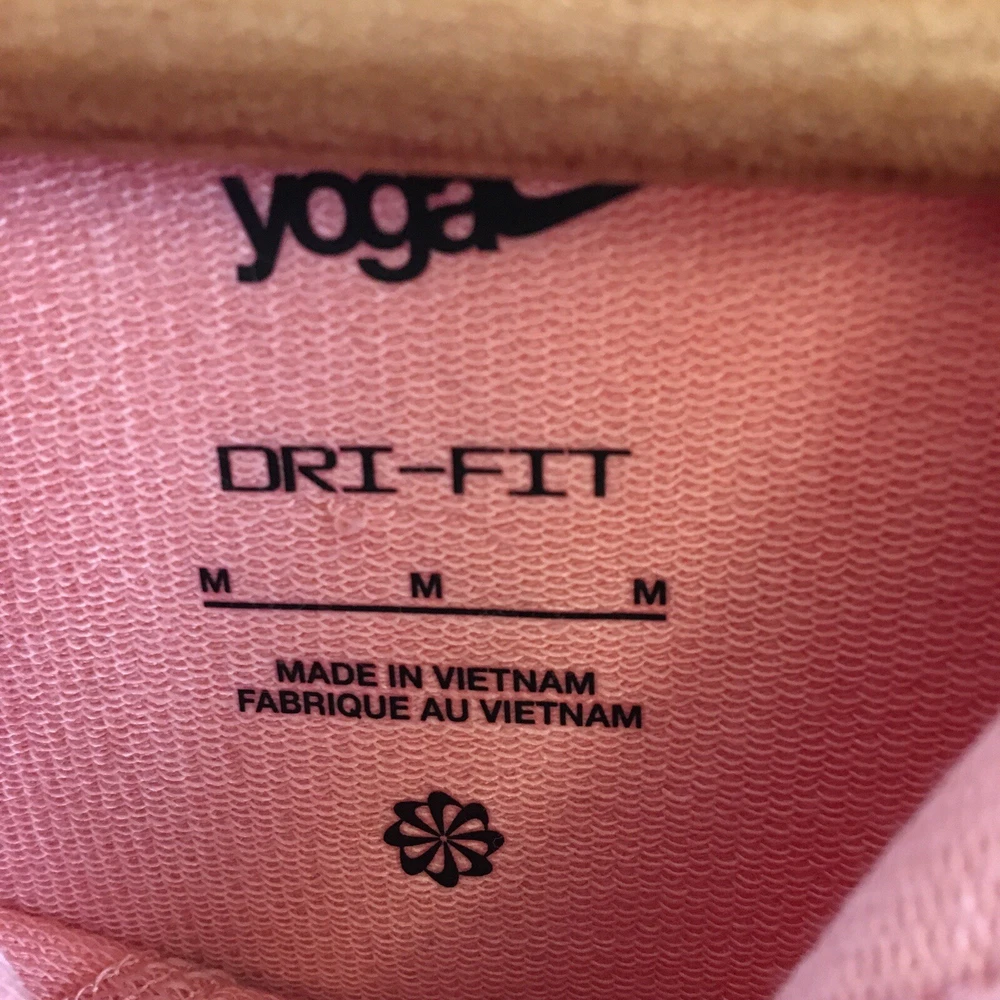 yoga
DRI-FIT
M M M
MADE IN VIETNAM
FABRIQUE AU VIETNAM